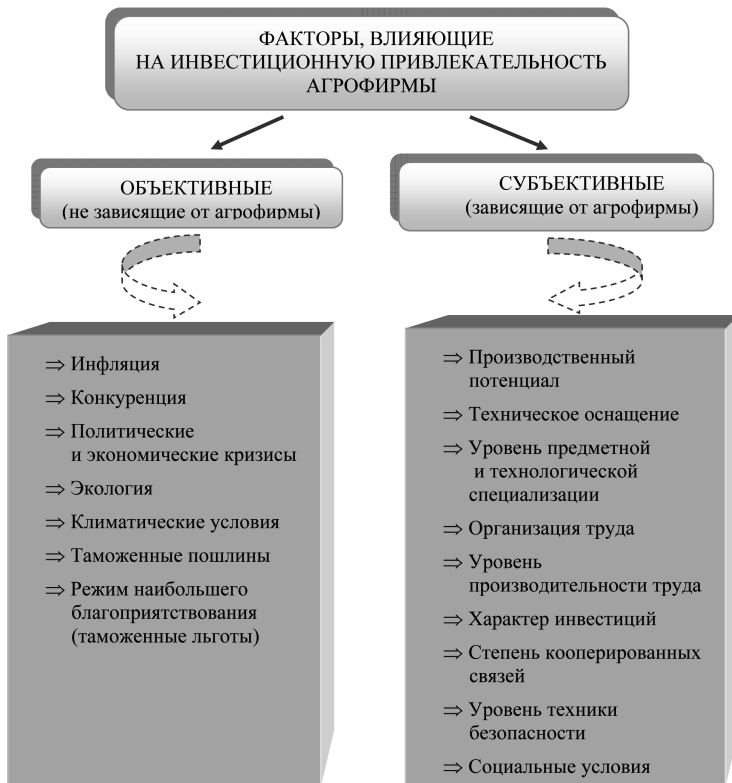 ФАКТОРЫ, ВЛИЯЮЩИЕ
НА ИНВЕСТИЦИОННУЮ ПРИВЛЕКАТЕЛЬНОСТЬ
АГРОФИРМЫ
ОБЪЕКТИВНЫЕ
(не зависящие от агрофирмы)
СУБЪЕКТИВНЫЕ
(зависящие от агрофирмы)
⇒ Инфляция
⇒ Конкуренция
⇒ Политические
и экономические кризисы
⇒ Экология
⇒ Климатические условия
⇒ Таможенные пошлины
⇒ Режим наибольшего
благоприятствования
(таможенные льготы)
⇒ Производственный
потенциал
⇒ Техническое оснащение
⇒ Уровень предметной
и технологической
специализации
⇒ Организация труда
⇒ Уровень
производительности труда
⇒ Характер инвестиций
⇒ Степень кооперированных
связей
⇒ Уровень техники
безопасности
⇒ Социальные условия